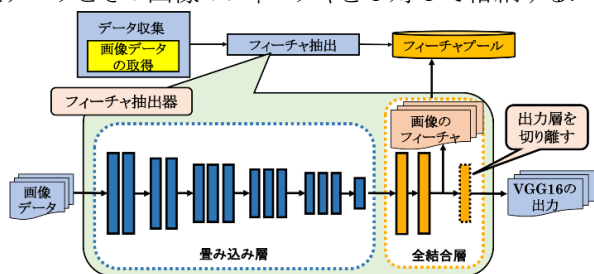 データ収集
画像データ
の取得
フィーチャ抽出
フィーチャプール
フィーチャ抽出器
画像の
フィーチャ
出力層を
切り離す
画像
データ
VGG16の
出力
畳み込み層
全結合層